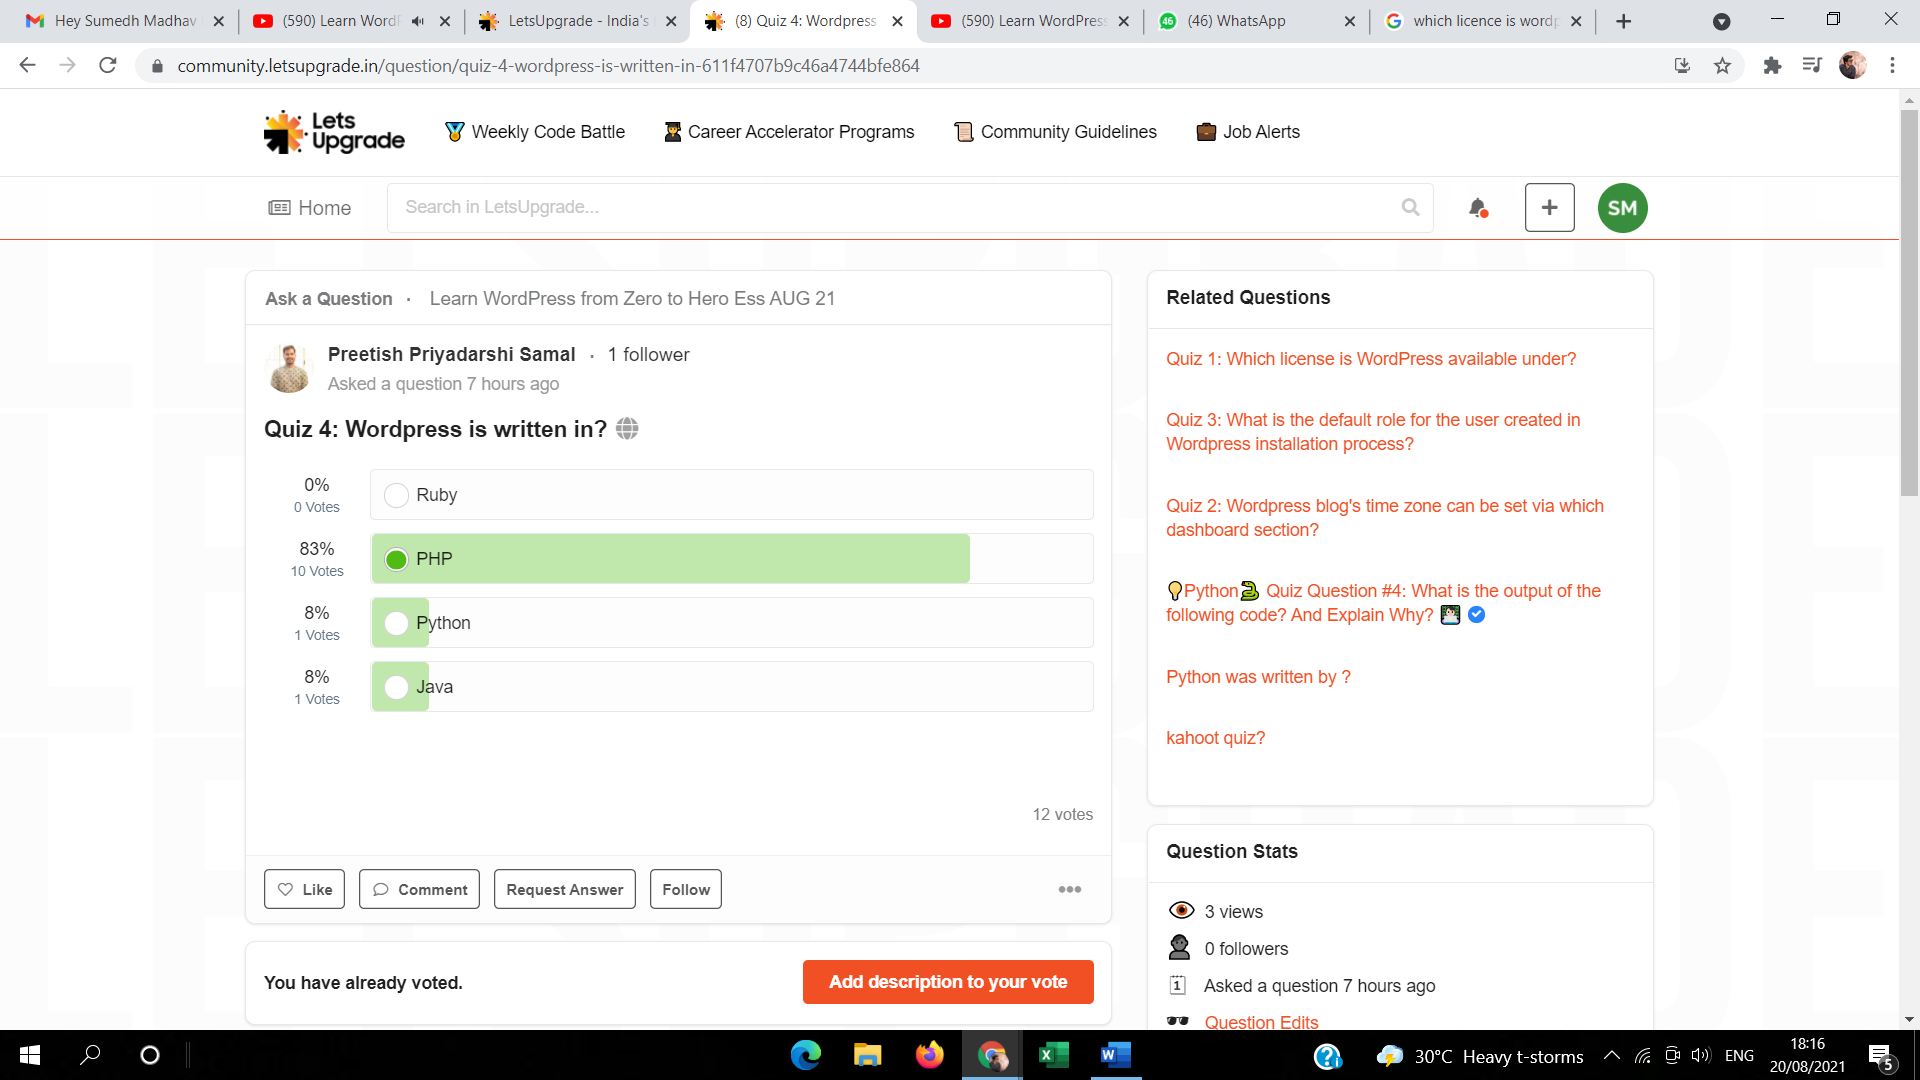 Hey Sumedh Madhav
(590) Learn WordP
LetsUpgrade - India's
(8) Quiz 4: Wordpress
(590) Learn WordPress
46
(46) WhatsApp
which licence is wordp
community.letsupgrade.in/question/quiz-4-wordpress-is-written-in-611f4707b9c46a4744bfe864
Lets Upgrade
Weekly Code Battle
Career Accelerator Programs
Community Guidelines
Job Alerts
Home
Search in LetsUpgrade...
SM
Ask a Question · Learn WordPress from Zero to Hero Ess AUG 21
Preetish Priyadarshi Samal · 1 follower
Asked a question 7 hours ago
Quiz 4: Wordpress is written in?
0%
0 Votes
Ruby
83%
10 Votes
PHP
8%
1 Votes
Python
8%
1 Votes
Java
12 votes
Like
Comment
Request Answer
Follow
You have already voted.
Add description to your vote
Related Questions
Quiz 1: Which license is WordPress available under?
Quiz 3: What is the default role for the user created in
Wordpress installation process?
Quiz 2: Wordpress blog's time zone can be set via which
dashboard section?
💡Python🐍 Quiz Question #4: What is the output of the
following code? And Explain Why?
Python was written by ?
kahoot quiz?
Question Stats
3 views
0 followers
1
Asked a question 7 hours ago
Question Edits
30°C Heavy t-storms
ENG
18:16
20/08/2021
5